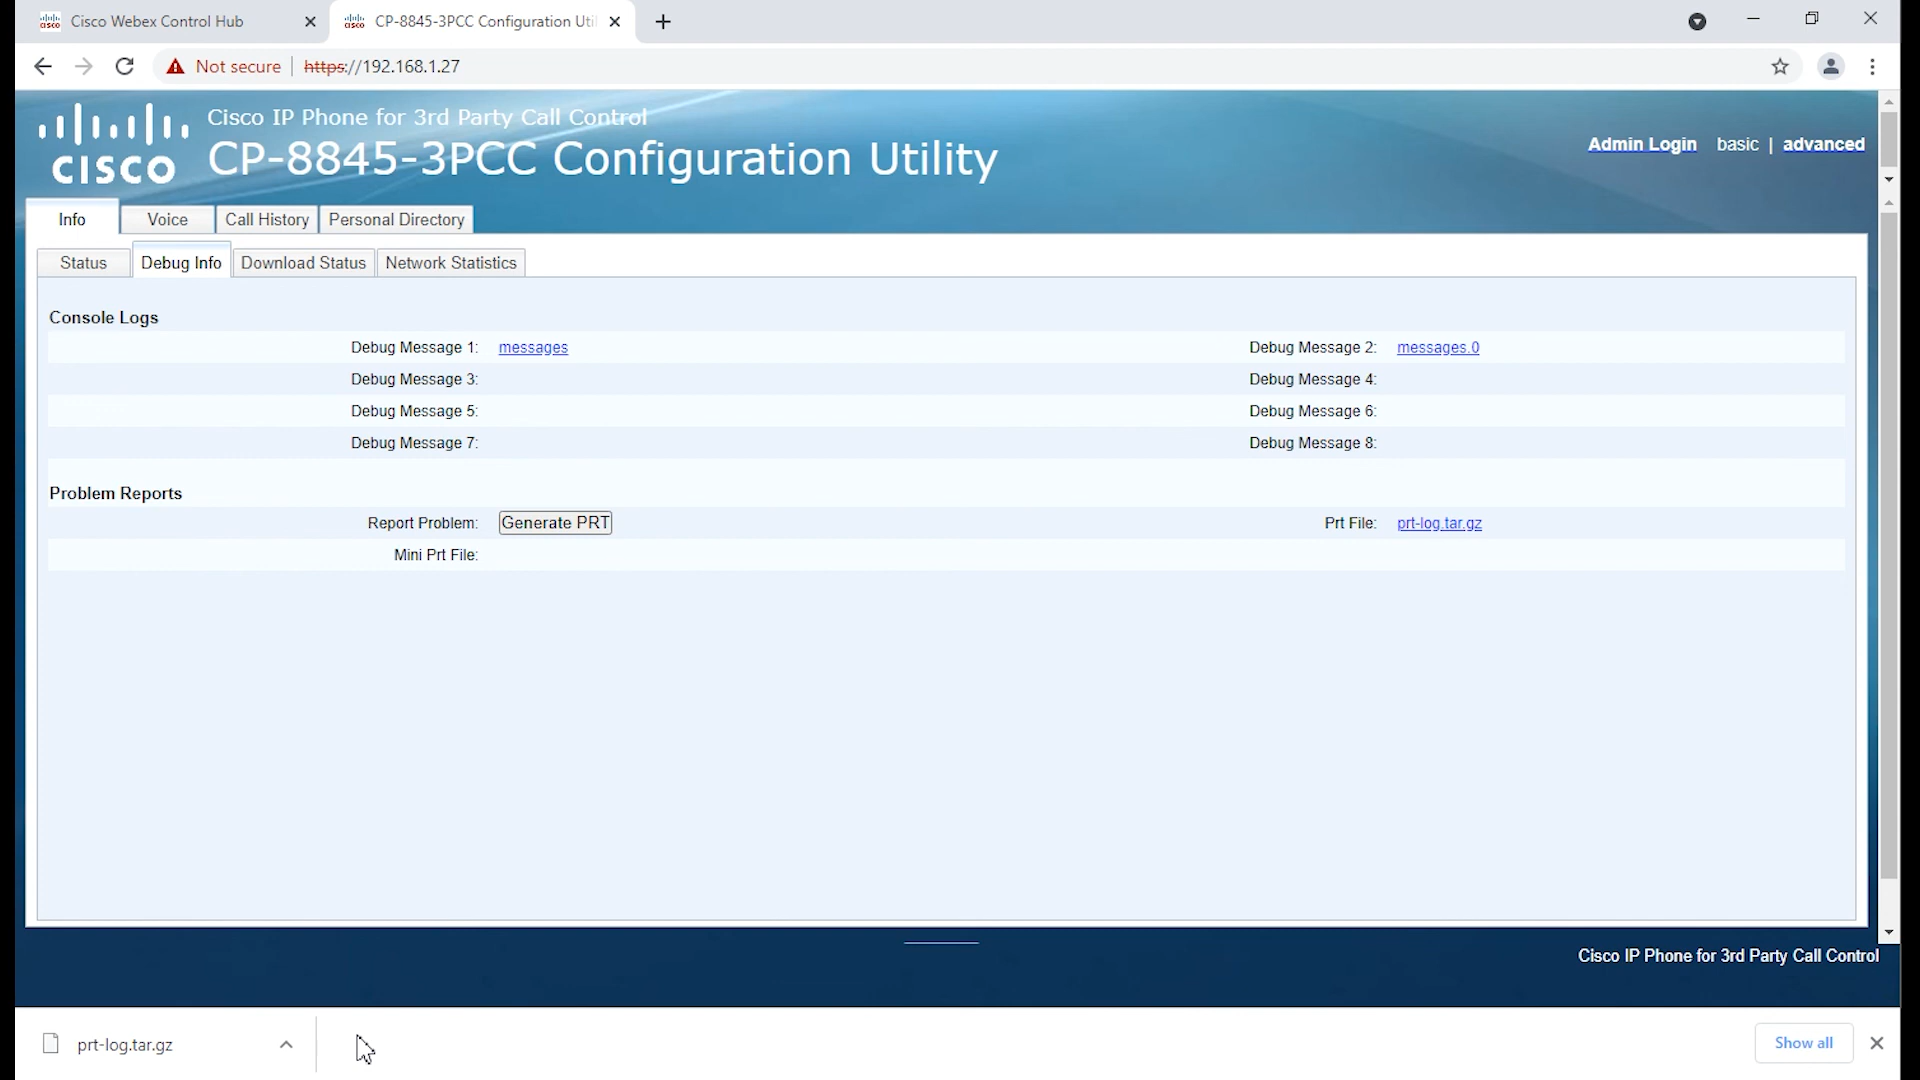 Cisco Webex Control Hub
CP-8845-3PCC Configuration Uti
Not secure https://192.168.1.27
CISCO
Cisco IP Phone for 3rd Party Call Control
CP-8845-3PCC Configuration Utility
Admin Login basic | advanced
Info Voice Call History Personal Directory
Status Debug Info Download Status Network Statistics
Console Logs
Debug Message 1: messages Debug Message 2: messages.0
Debug Message 3: Debug Message 4:
Debug Message 5: Debug Message 6:
Debug Message 7: Debug Message 8:
Problem Reports
Report Problem: Generate PRT Prt File: prt-log.tar.gz
Mini Prt File:
Cisco IP Phone for 3rd Party Call Control
prt-log.tar.gz Show all